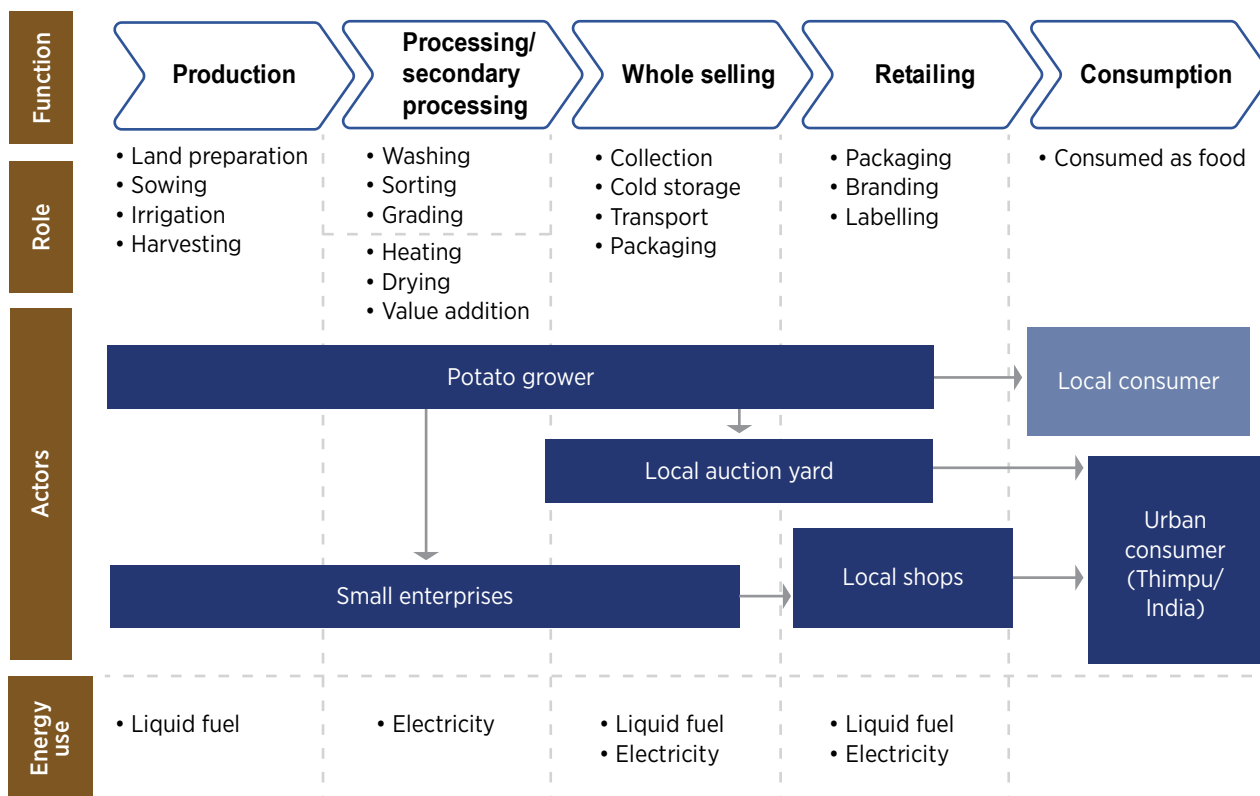 Function
Production
Processing/
secondary
processing
Whole selling
Retailing
Consumption
Role
• Land preparation
• Sowing
• Irrigation
• Harvesting
• Washing
• Sorting
• Grading
• Heating
• Drying
• Value addition
• Collection
• Cold storage
• Transport
• Packaging
• Packaging
• Branding
• Labelling
• Consumed as food
Actors
Potato grower
Local consumer
Local auction yard
Urban
consumer
(Thimpu/
India)
Local shops
Small enterprises
Energy
use
• Liquid fuel
• Electricity
• Liquid fuel
• Electricity
• Liquid fuel
• Electricity